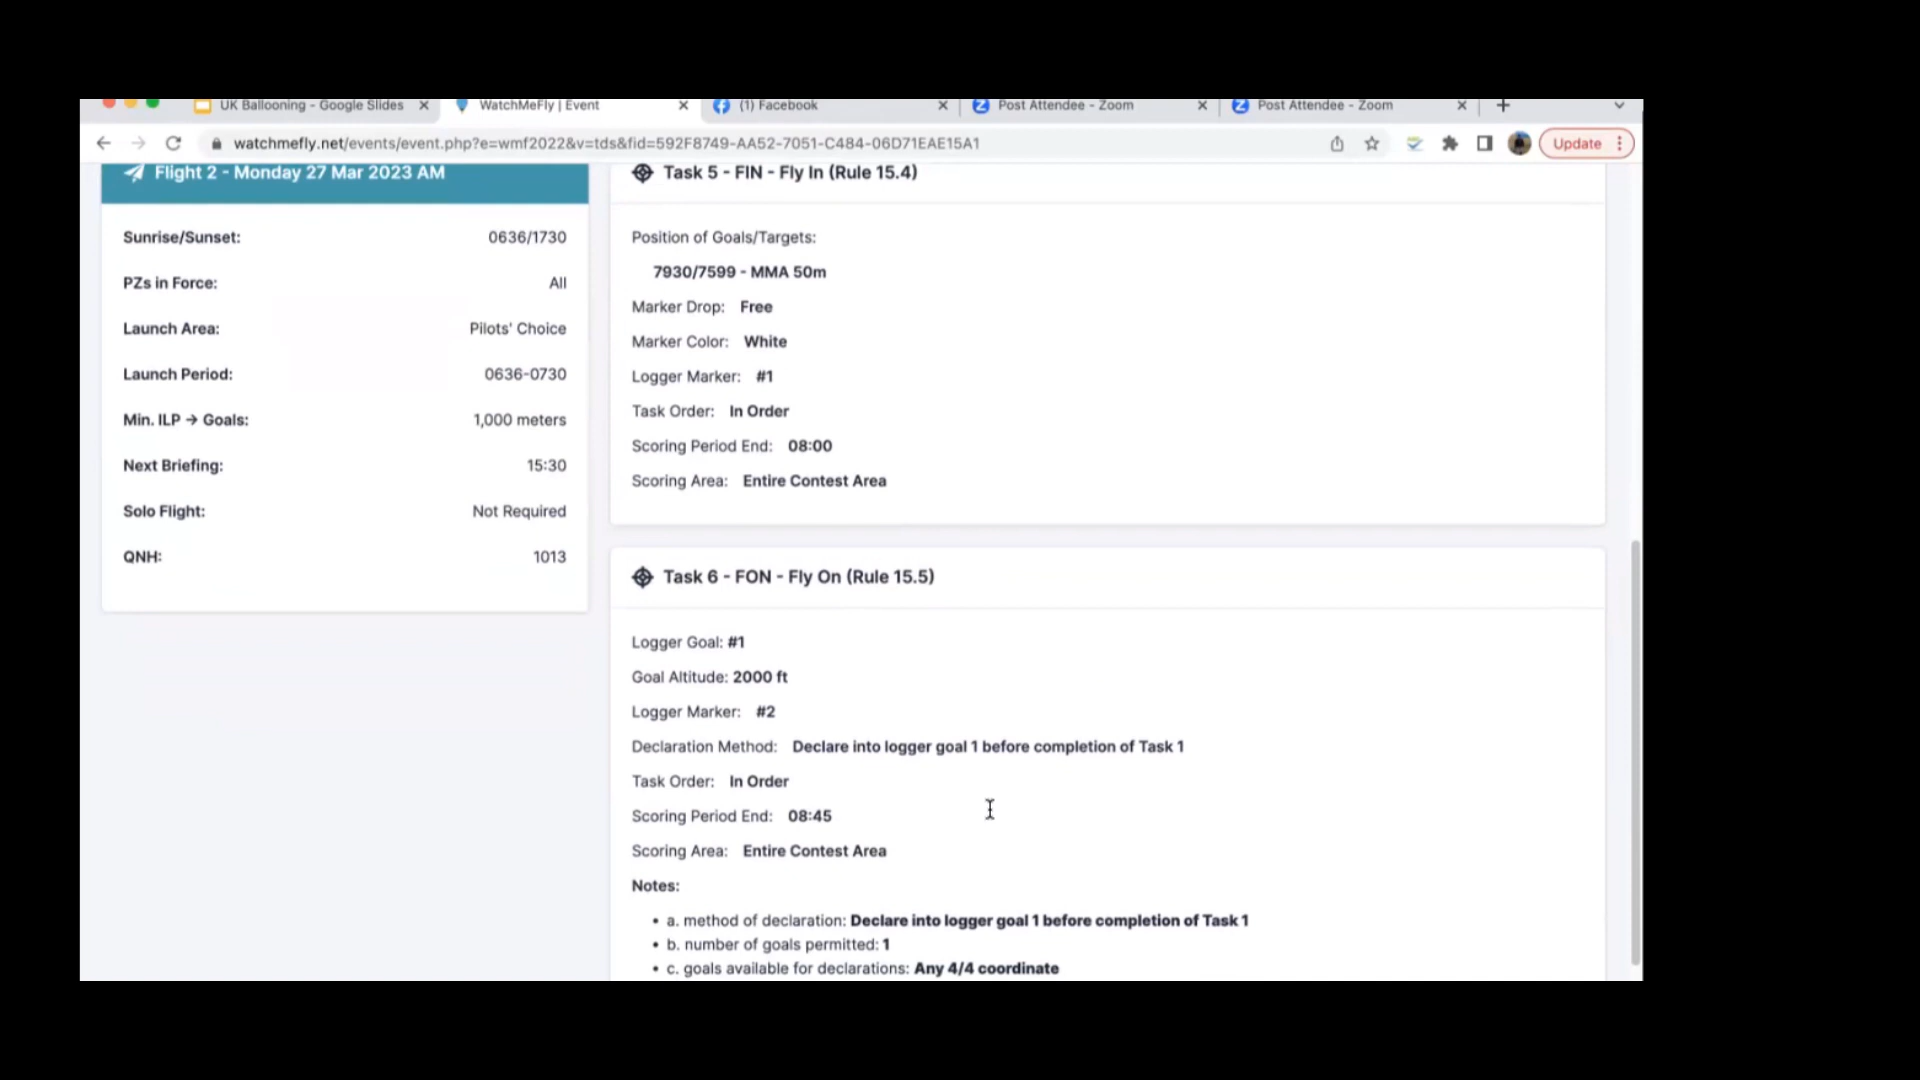 UK Ballooning - Google Slides
WatchMeFly | Event
(1) Facebook
Post Attendee - Zoom
Post Attendee - Zoom
watchmefly.net/events/event.php?e=wmf2022&v=tds&fid=592F8749-AA52-7051-C484-06D71EAE15A1
Update
Flight 2 - Monday 27 Mar 2023 AM
Sunrise/Sunset: 0636/1730
PZs in Force: All
Launch Area: Pilots' Choice
Launch Period: 0636-0730
Min. ILP → Goals: 1,000 meters
Next Briefing: 15:30
Solo Flight: Not Required
QNH: 1013
Task 5 - FIN - Fly In (Rule 15.4)
Position of Goals/Targets:
7930/7599 - MMA 50m
Marker Drop: Free
Marker Color: White
Logger Marker: #1
Task Order: In Order
Scoring Period End: 08:00
Scoring Area: Entire Contest Area
Task 6 - FON - Fly On (Rule 15.5)
Logger Goal: #1
Goal Altitude: 2000 ft
Logger Marker: #2
Declaration Method: Declare into logger goal 1 before completion of Task 1
Task Order: In Order
Scoring Period End: 08:45
Scoring Area: Entire Contest Area
Notes:
• a. method of declaration: Declare into logger goal 1 before completion of Task 1
• b. number of goals permitted: 1
• c. goals available for declarations: Any 4/4 coordinate